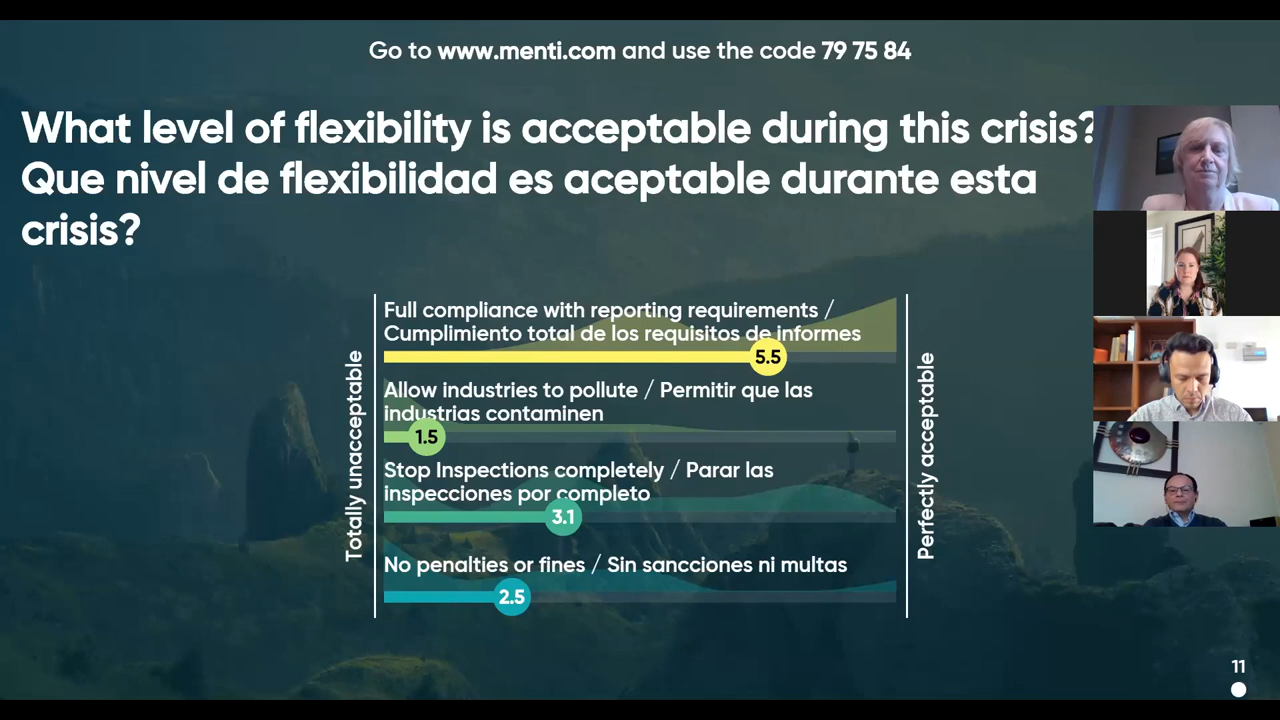 Go to www.menti.com and use the code 79 75 84
What level of flexibility is acceptable during this crisis?
Que nivel de flexibilidad es aceptable durante esta
crisis?
Totally unacceptable
Full compliance with reporting requirements /
Cumplimiento total de los requisitos de informes
5.5
Allow industries to pollute / Permitir que las
industrias contaminen
1.5
Stop Inspections completely / Parar las
inspecciones por completo
3.1
No penalties or fines / Sin sancciones ni multas
2.5
Perfectly acceptable
11